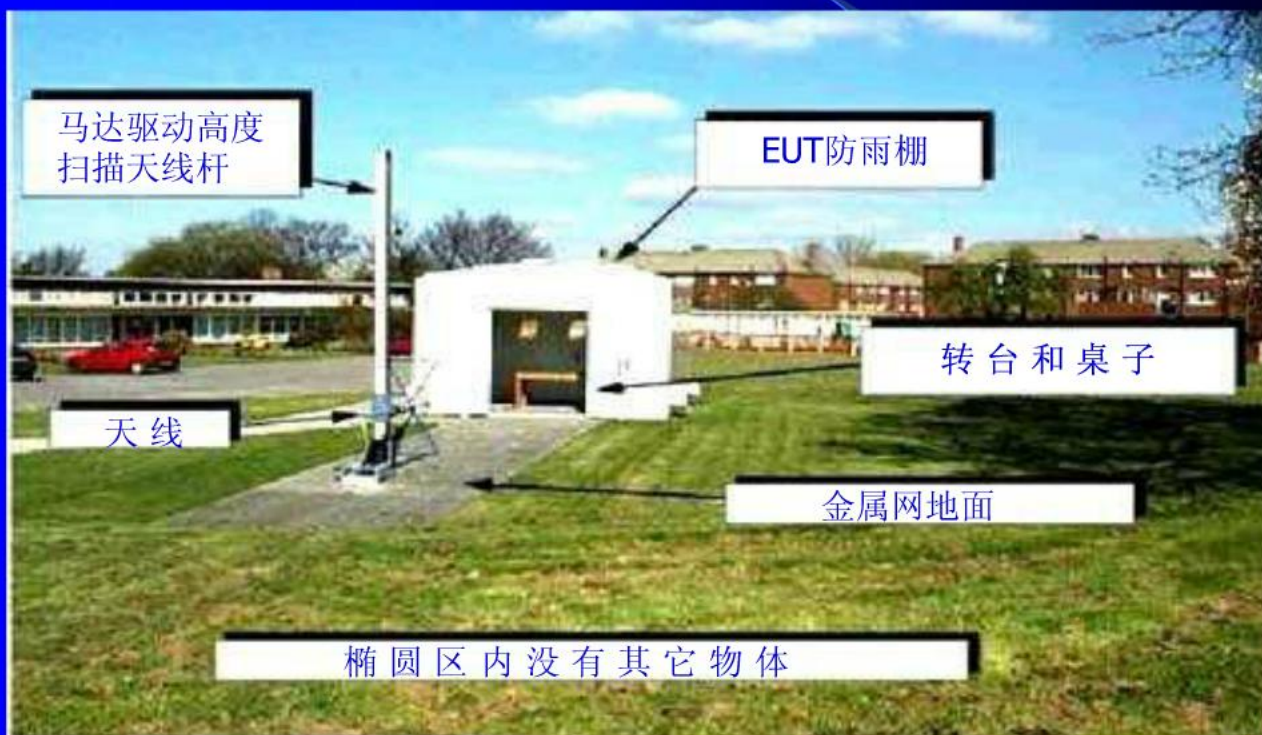 马达驱动高度
扫描天线杆
EUT防雨棚
转台和桌子
天线
金属网地面
椭圆区内没有其它物体